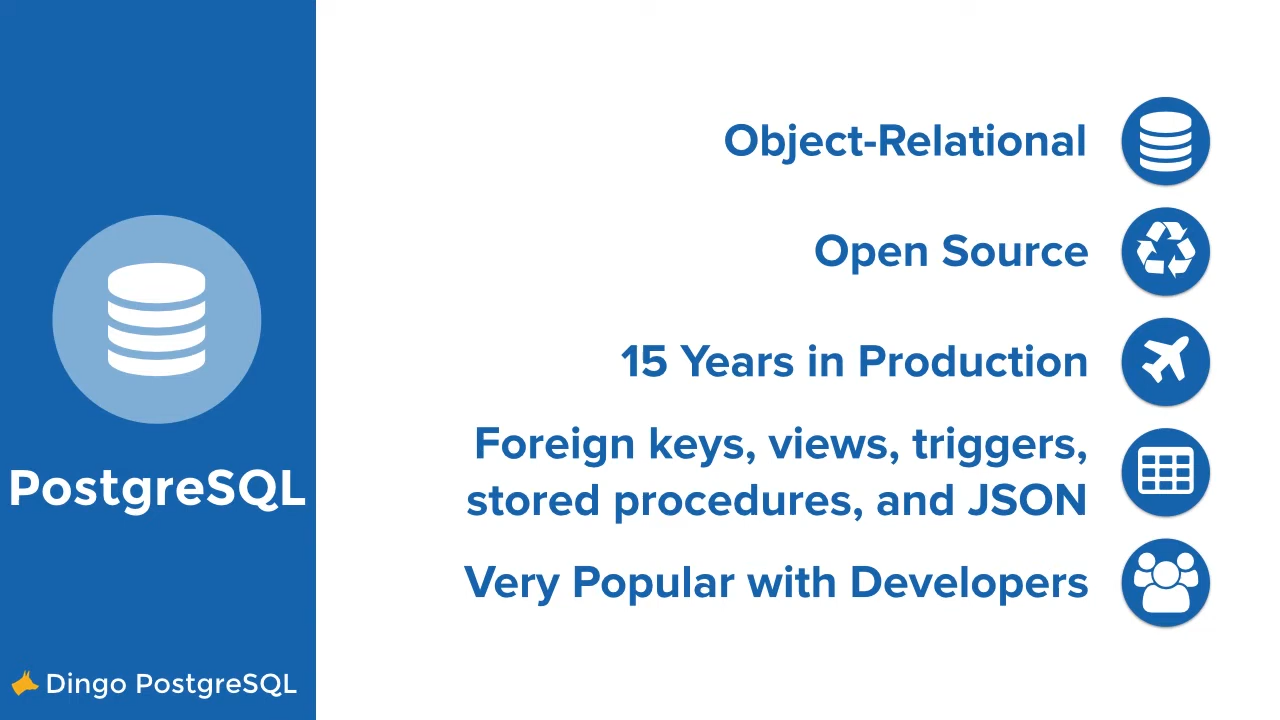 PostgreSQL
Dingo PostgreSQL
Object-Relational
Open Source
15 Years in Production
Foreign keys, views, triggers,
stored procedures, and JSON
Very Popular with Developers